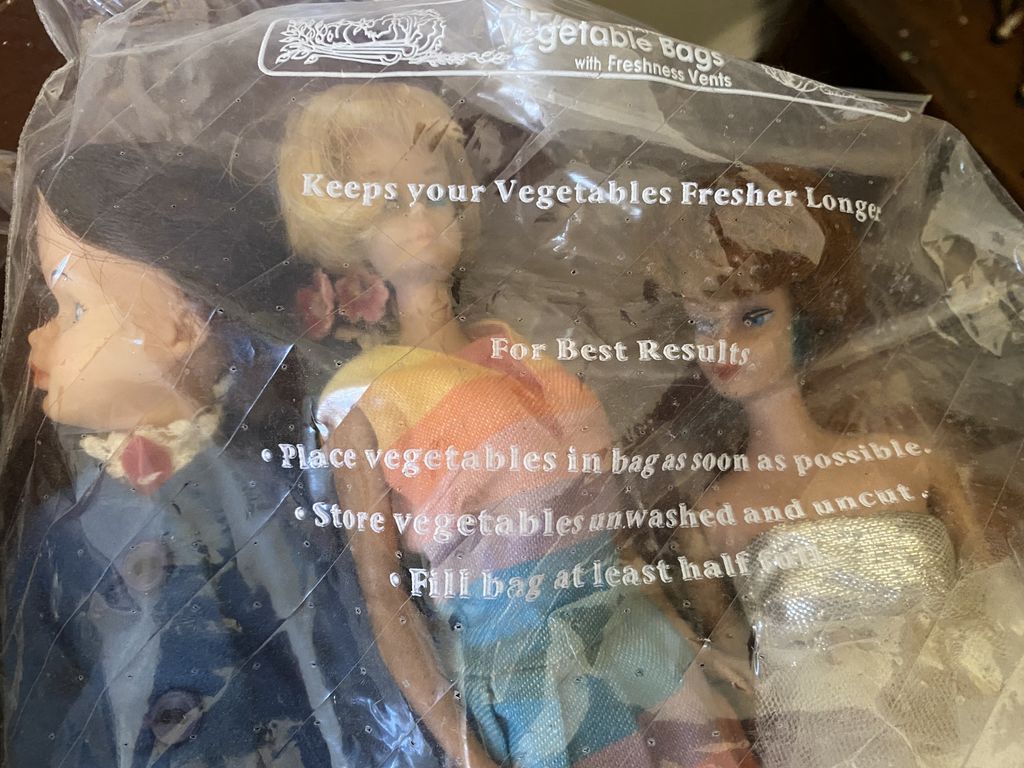 Vegetable Bags
with Freshness Vents
Keeps your Vegetables Fresher Longer
For Best Results
• Place vegetables in bag as soon as possible.
• Store vegetables unwashed and uncut.
• Fill bag at least half full